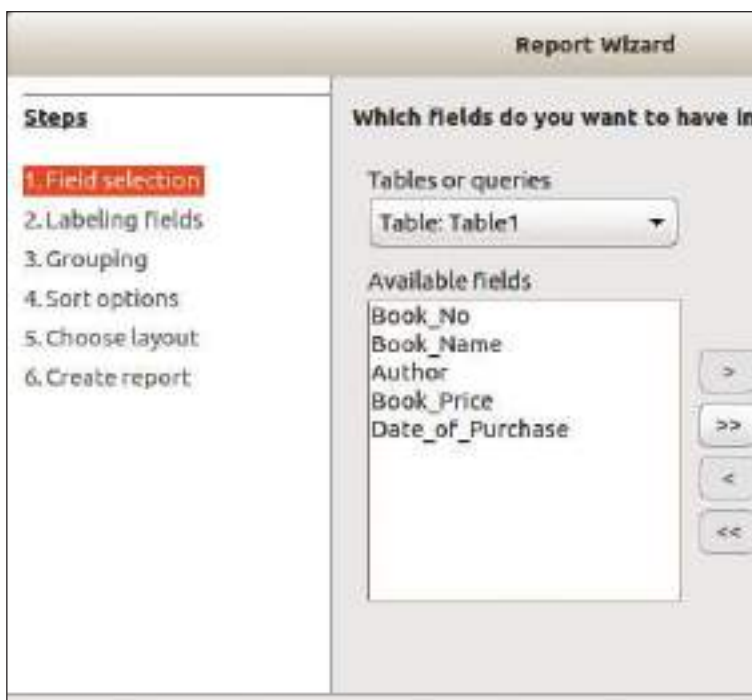 Report Wizard
Steps
1. Field selection
2. Labeling fields
3. Grouping
4. Sort options
5. Choose layout
6. Create report
Which fields do you want to have in
Tables or queries
Table: Table1
Available fields
Book_No
Book_Name
Author
Book_Price
Date_of_Purchase
>
>>
<
<<